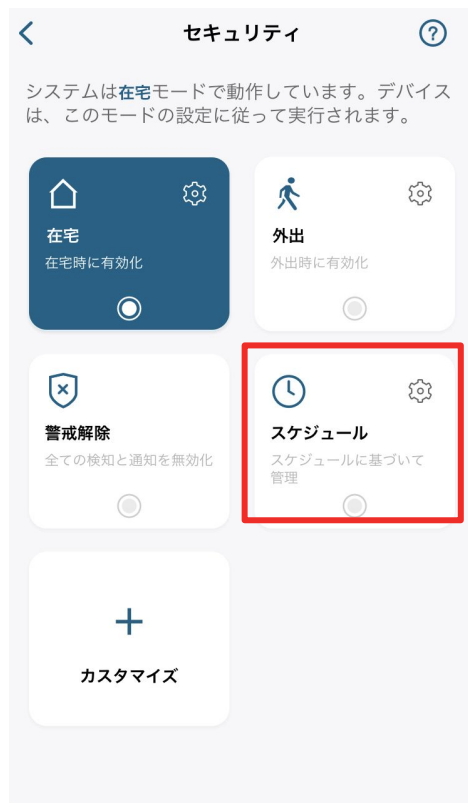 セキュリティ
システムは在宅モードで動作しています。デバイス
は、このモードの設定に従って実行されます。
在宅
在宅時に有効化
外出
外出時に有効化
警戒解除
全ての検知と通知を無効化
スケジュール
スケジュールに基づいて
管理
カスタマイズ